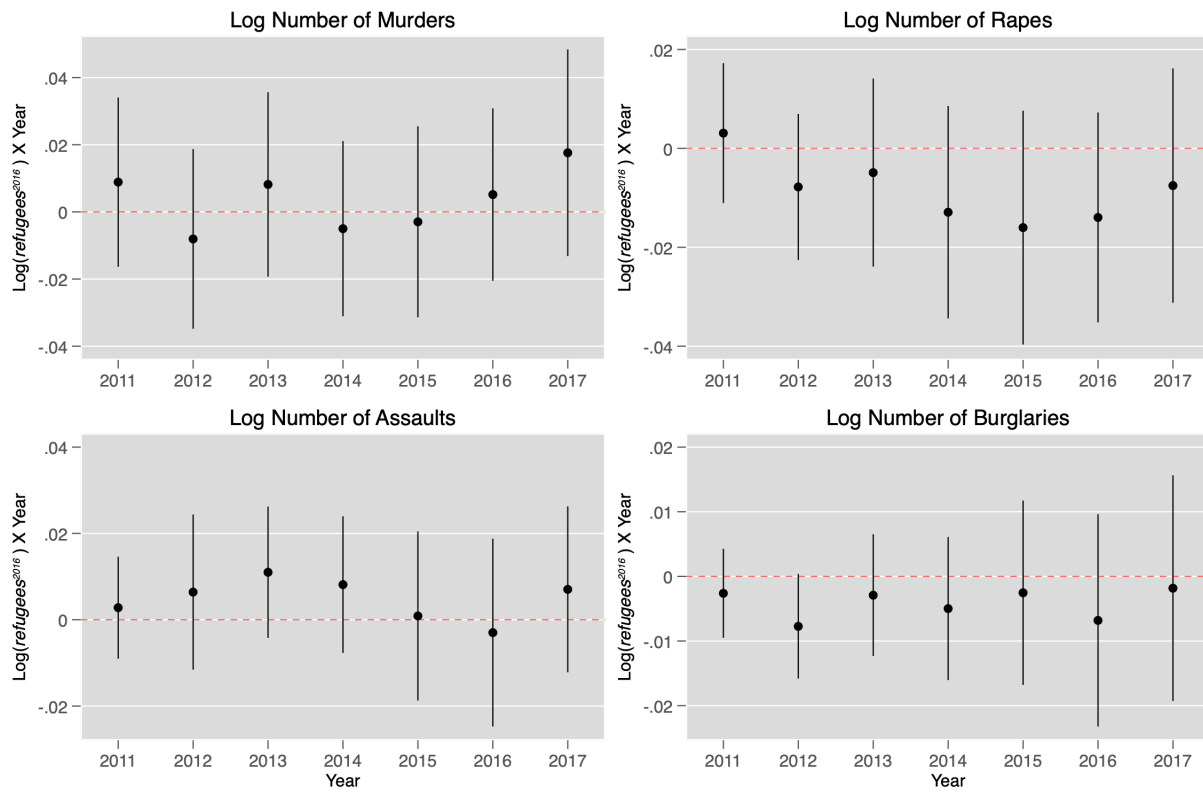 Log Number of Murders
Log(refugees²⁰¹⁶ ) X Year
.04
.02
0
-.02
-.04
2011 2012 2013 2014 2015 2016 2017
Log Number of Rapes
Log(refugees²⁰¹⁶ ) X Year
.02
0
-.02
-.04
2011 2012 2013 2014 2015 2016 2017
Log Number of Assaults
Log(refugees²⁰¹⁶ ) X Year
.04
.02
0
-.02
2011 2012 2013 2014 2015 2016 2017
Year
Log Number of Burglaries
Log(refugees²⁰¹⁶ ) X Year
.02
.01
0
-.01
-.02
2011 2012 2013 2014 2015 2016 2017
Year